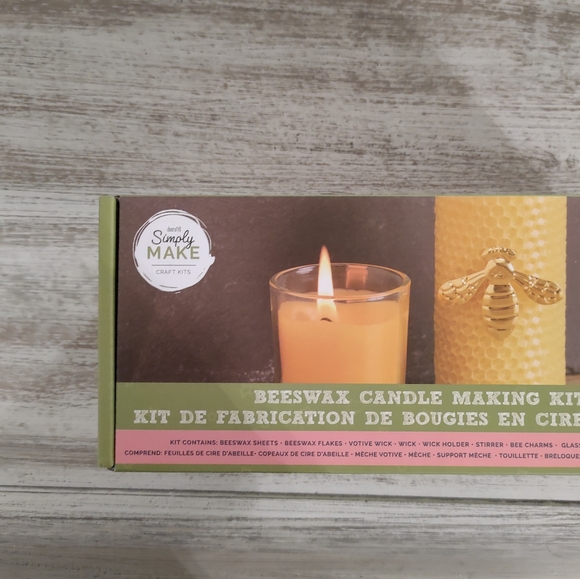 docrafts
Simply
MAKE
CRAFT KITS
BEESWAX CANDLE MAKING KIT
KIT DE FABRICATION DE BOUGIES EN CIRE
KIT CONTAINS: BEESWAX SHEETS • BEESWAX FLAKES • VOTIVE WICK • WICK • WICK HOLDER • STIRRER • BEE CHARMS • GLASS
COMPREND: FEUILLES DE CIRE D'ABEILLE• COPEAUX DE CIRE D'ABEILLE • MÈCHE VOTIVE • MÈCHE • SUPPORT MÈCHE • TOUILLETTE • BRELOQUE